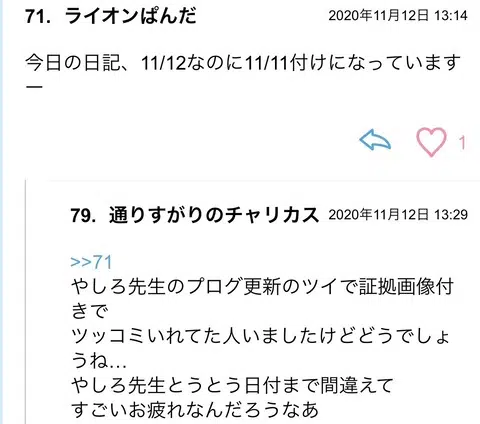 71. ライオンぱんだ 2020年11月12日 13:14
今日の日記、11/12なのに11/11付けになっています
ー
1
79. 通りすがりのチャリカス 2020年11月12日 13:29
>>71
やしろ先生のブログ更新のツイで証拠画像付
きで
ツッコミいれてた人いましたけどどうでしょ
うね…
やしろ先生とうとう日付まで間違えて
すごいお疲れなんだろうなあ